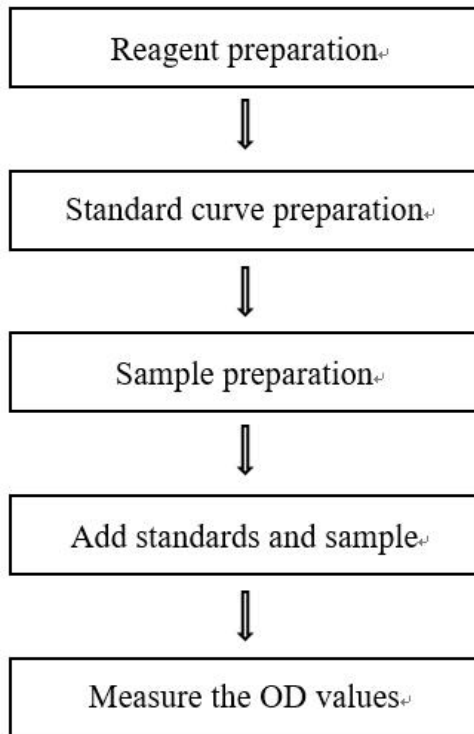 Reagent preparation↵
Standard curve preparation↵
Sample preparation↵
Add standards and sample↵
Measure the OD values↵